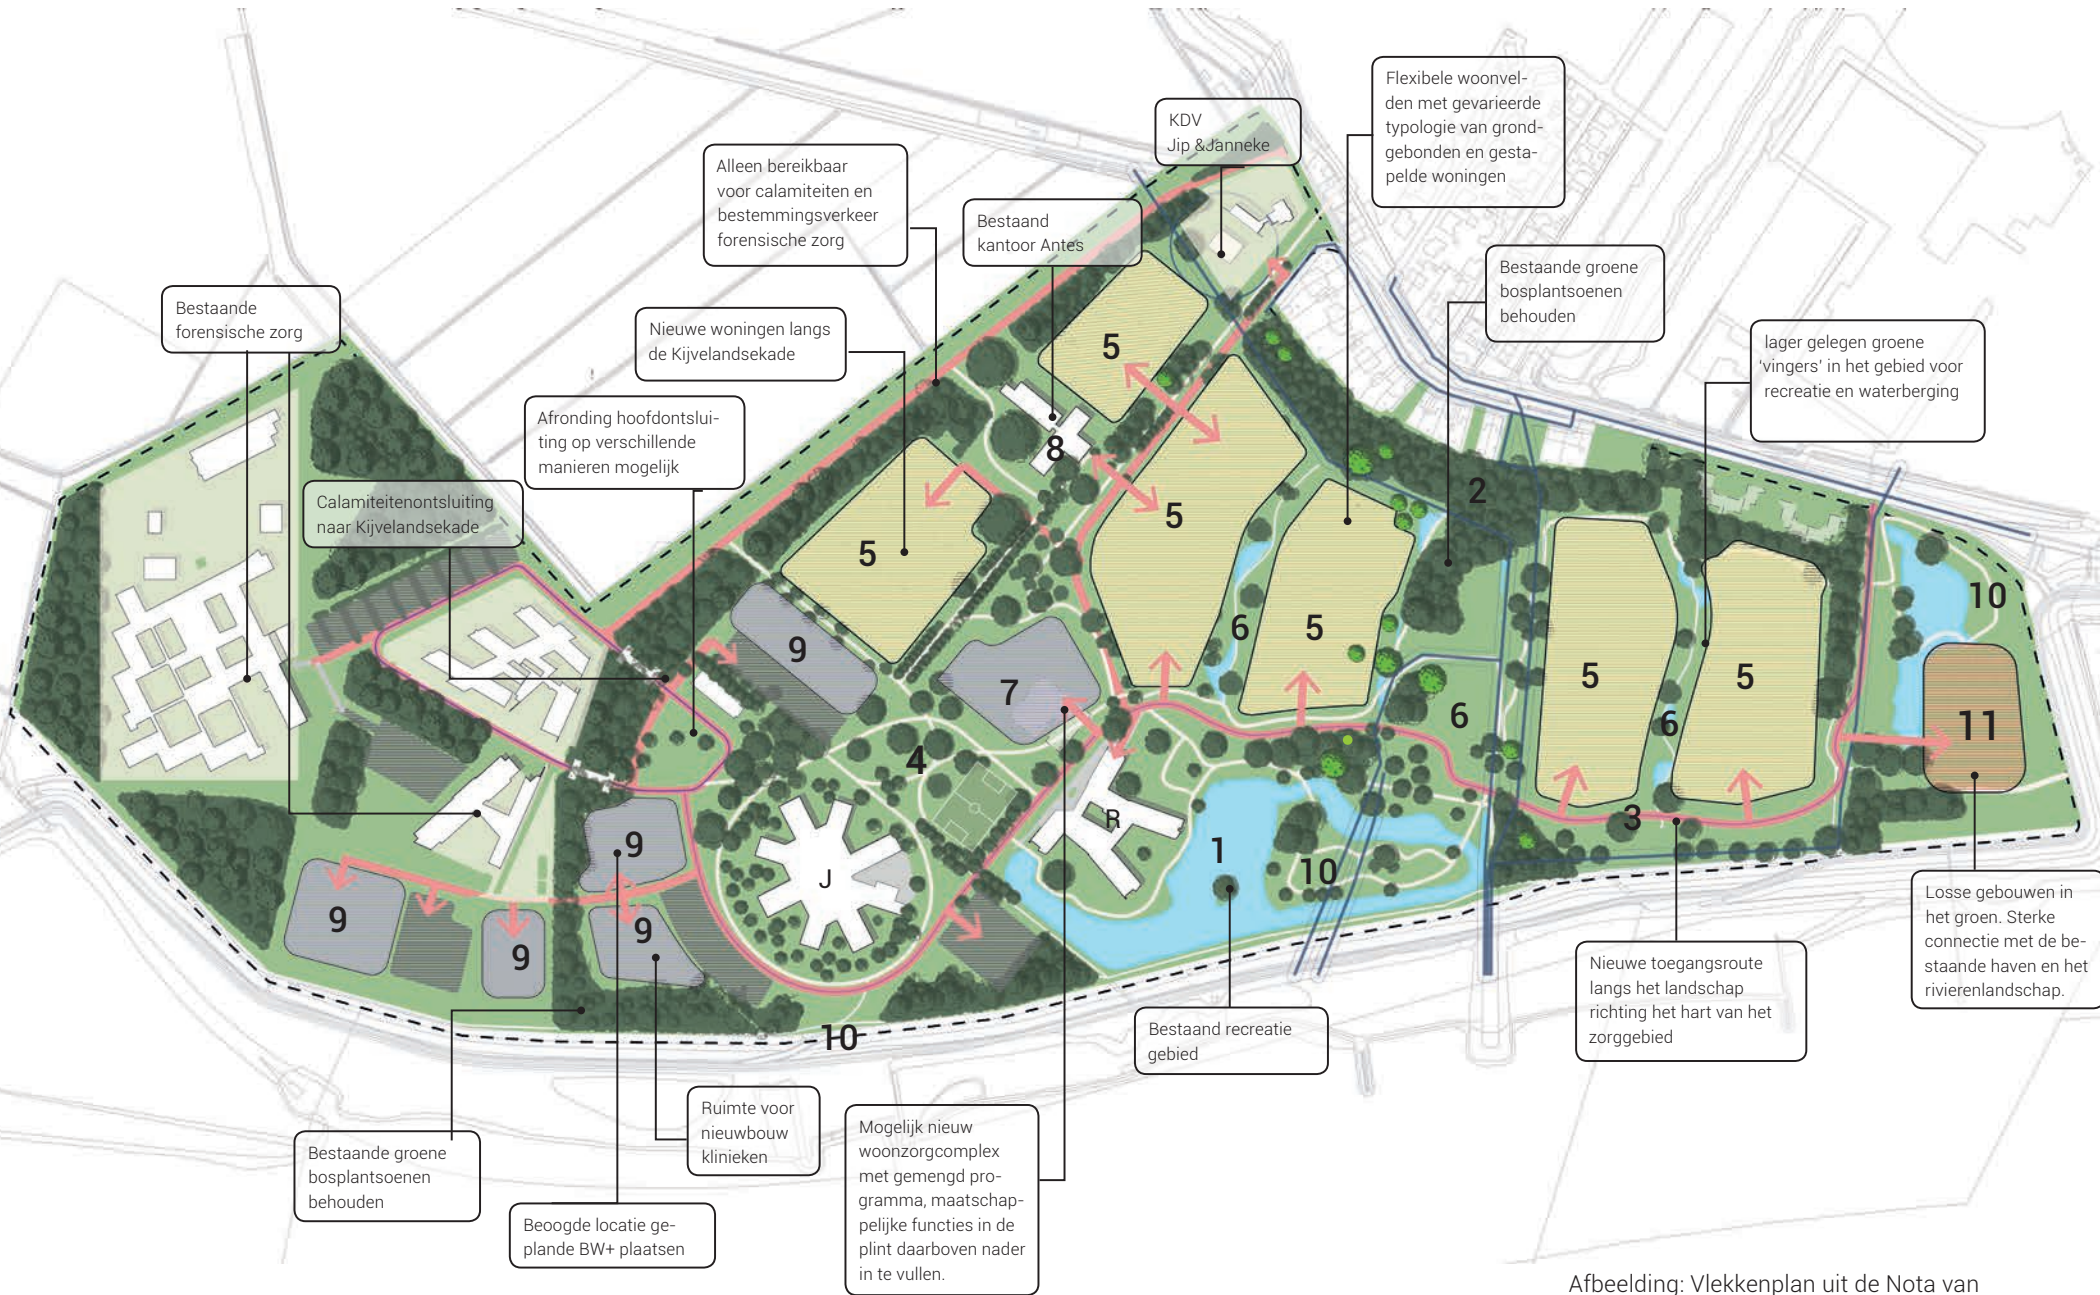 KDV
Jip &Janneke
Flexibele woonvel-
den met gevarieerde
typologie van grond-
gebonden en gesta-
pelde woningen
Alleen bereikbaar
voor calamiteiten en
bestemmingsverkeer
forensische zorg
Bestaand
kantoor Antes
Bestaande groene
bosplantsoenen
behouden
Bestaande
forensische zorg
Nieuwe woningen langs
de Kijvelandsekade
lager gelegen groene
'vingers' in het gebied voor
recreatie en waterberging
Afronding hoofdontslui-
ting op verschillende
manieren mogelijk
Calamiteitenontsluiting
naar Kijvelandsekade
5
8
5
5
2
5
6
5
5
10
9
7
6
6
11
4
3
R
1
10
J
9
9
9
9
10
Losse gebouwen in
het groen. Sterke
connectie met de be-
staande haven en het
rivierenlandschap.
Nieuwe toegangsroute
langs het landschap
richting het hart van het
zorggebied
Bestaand recreatie
gebied
Ruimte voor
nieuwbouw
klinieken
Mogelijk nieuw
woonzorgcomplex
met gemengd pro-
gramma, maatschap-
pelijke functies in de
plint daarboven nader
in te vullen.
Bestaande groene
bosplantsoenen
behouden
Beoogde locatie ge-
plande BW+ plaatsen
Afbeelding: Vlekkenplan uit de Nota van